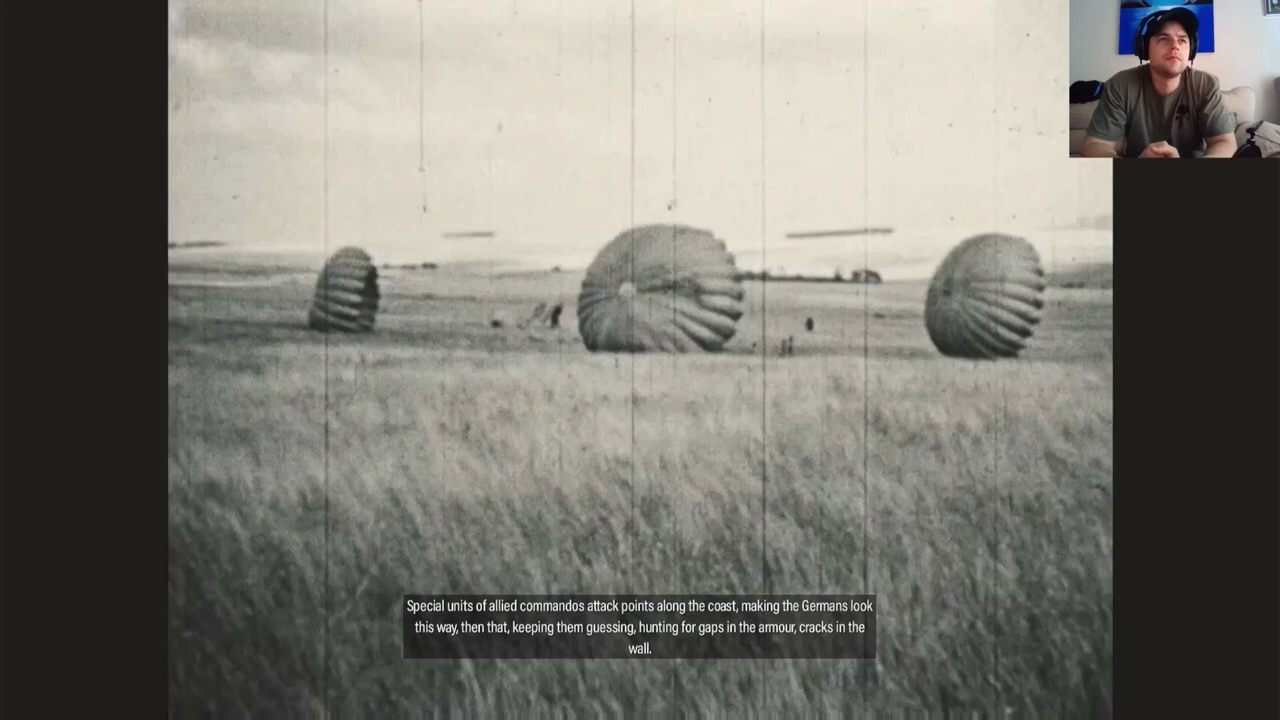 Special units of allied commandos attack points along the coast, making the Germans look
this way, then that, keeping them guessing, hunting for gaps in the armour, cracks in the
wall.